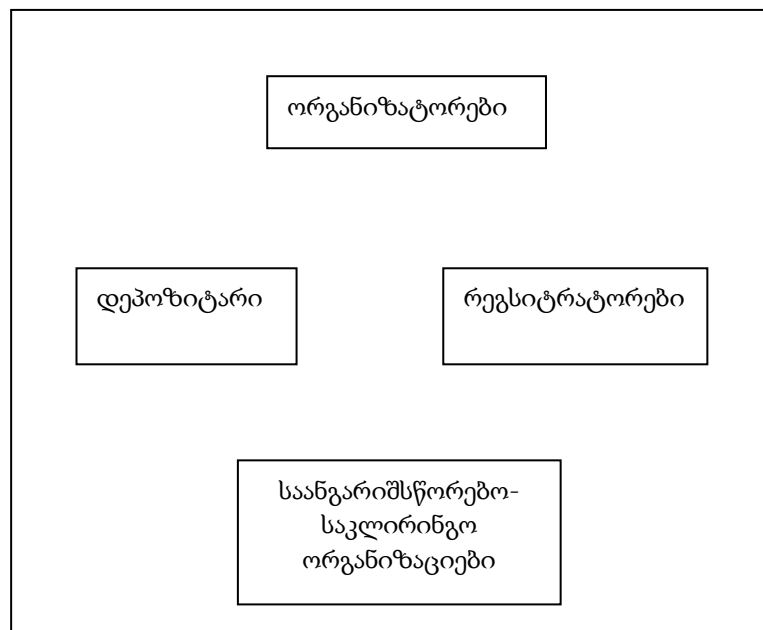 ორგანიზატორები
დეპოზიტარი
რეგსიტრატორები
საანგარიშსწორებო-
საკლირინგო
ორგანიზაციები